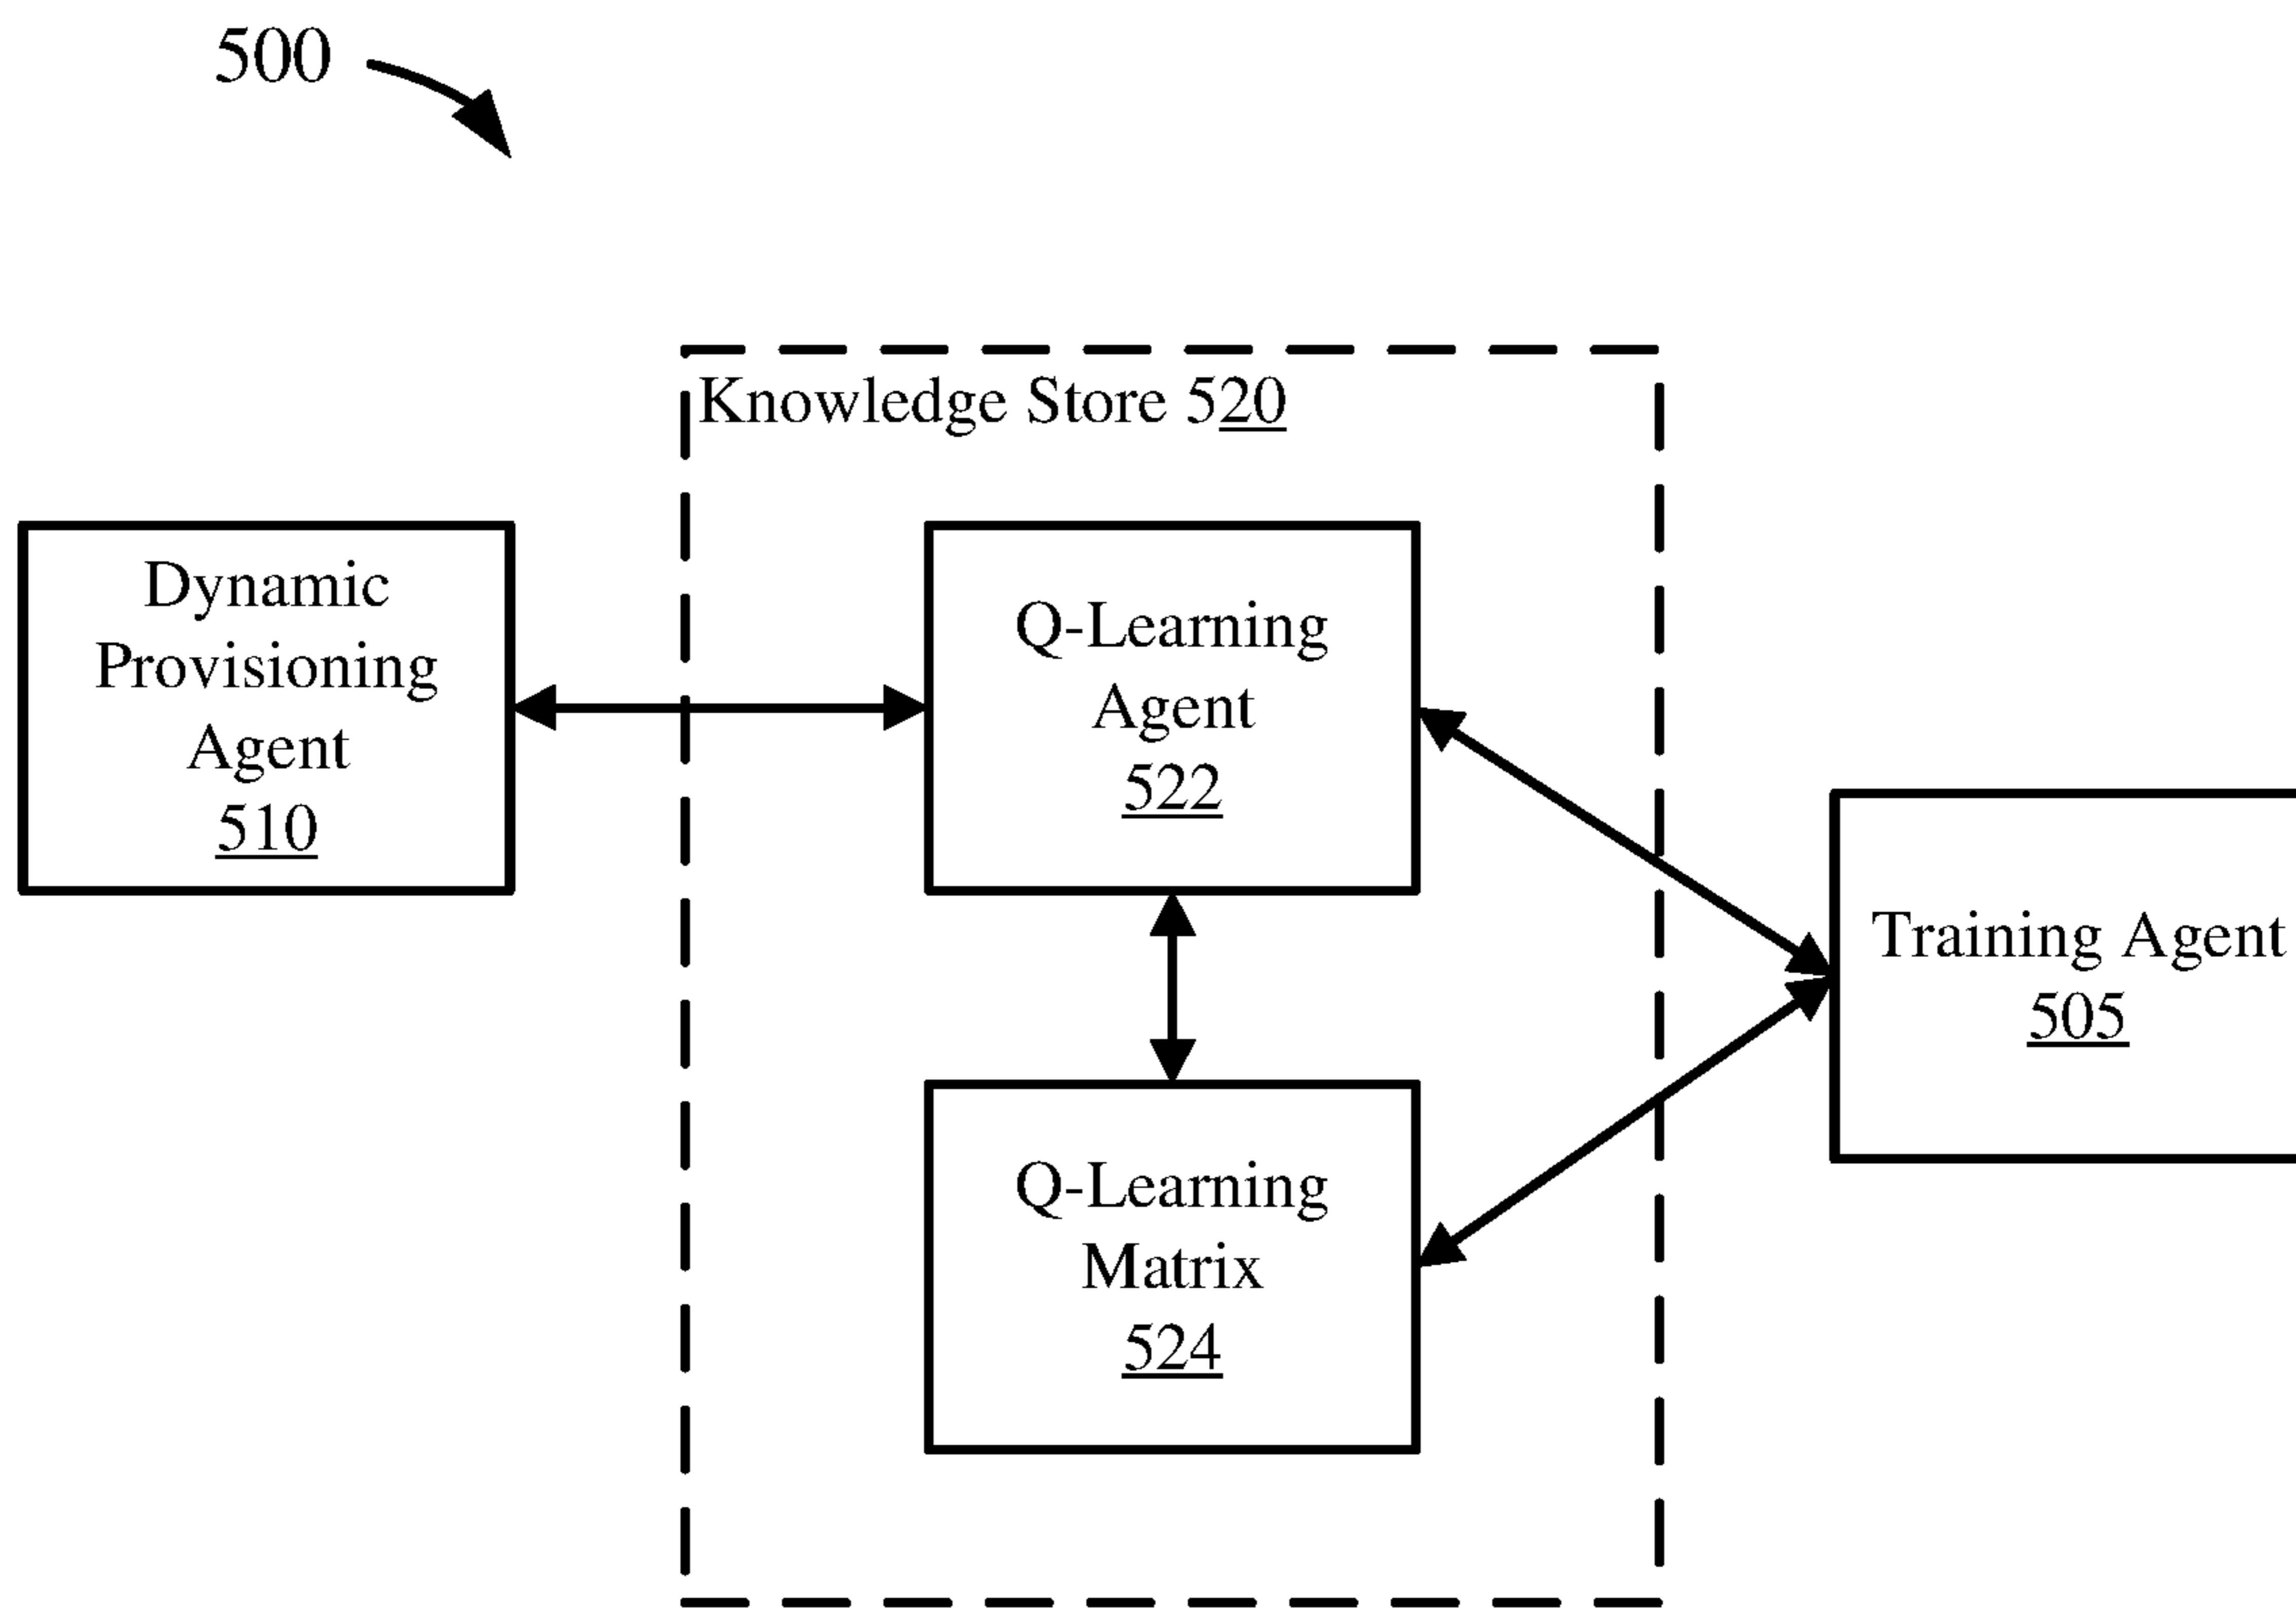 500
Knowledge Store 520
Dynamic
Provisioning
Agent
510
Q-Learning
Agent
522
Training Agent
505
Q-Learning
Matrix
524